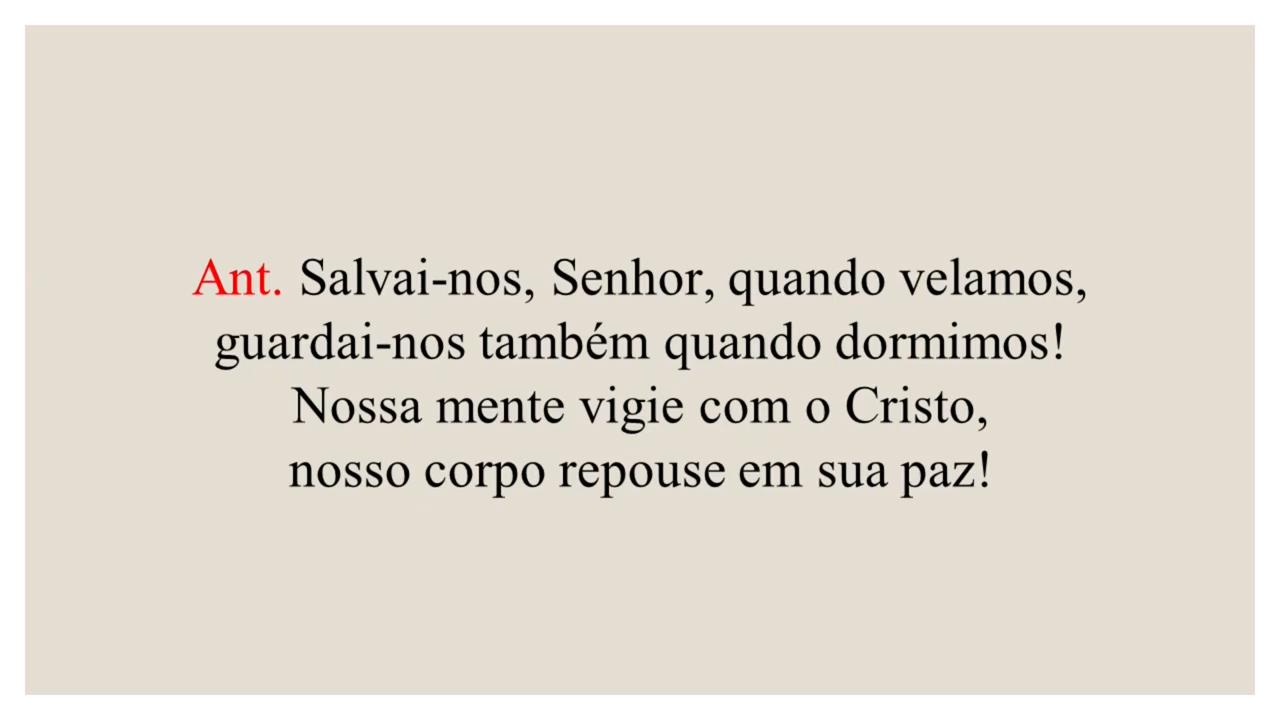 Ant. Salvai-nos, Senhor, quando velamos,
guardai-nos também quando dormimos!
Nossa mente vigie com o Cristo,
nosso corpo repouse em sua paz!